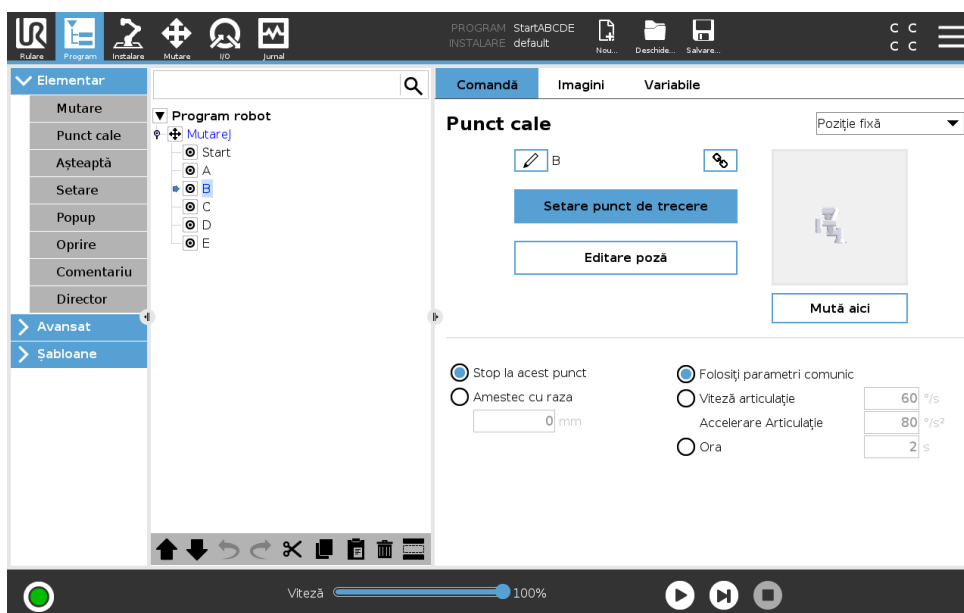 UR
Rulare
Program
Instalare
Mutare
I/O
Jurnal
PROGRAM StartABCDE
INSTALARE default
Nou...
Deschide...
Salvare...
C C
C C
Elementar
Mutare
Punct cale
Așteaptă
Setare
Popup
Oprire
Comentariu
Director
Avansat
Șabloane
Program robot
MutareJ
Start
A
B
C
D
E
Comandă Imagini Variabile
Punct cale
Poziție fixă
B
Setare punct de trecere
Editare poză
Mută aici
Stop la acest punct
Amestec cu raza
0 mm
Folosiți parametri comunic
Viteză articulație 60 °/s
Accelerare Articulație 80 °/s²
Ora 2 s
Viteză 100%